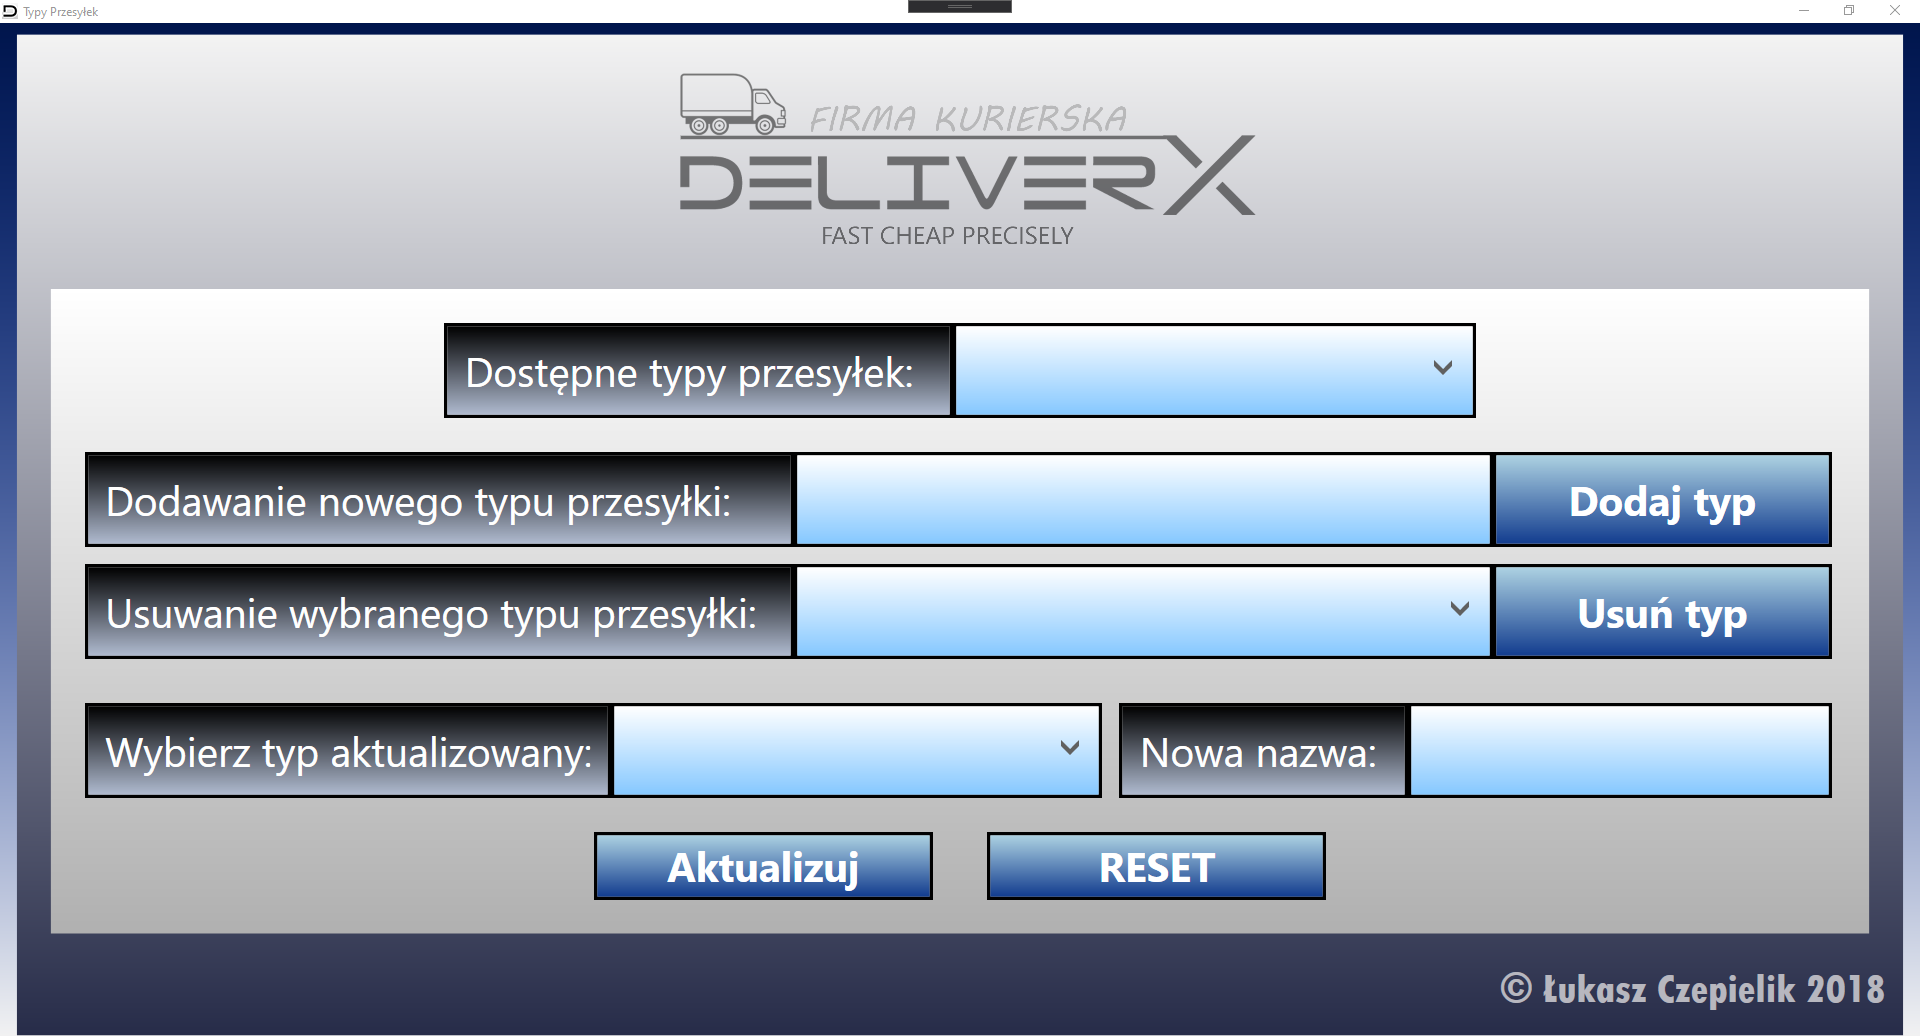 Typy Przesyłek
FIRMA KURIERSKA
DELIVERX
FAST CHEAP PRECISELY
Dostępne typy przesyłek:
Dodawanie nowego typu przesyłki: Dodaj typ
Usuwanie wybranego typu przesyłki: Usuń typ
Wybierz typ aktualizowany: Nowa nazwa:
Aktualizuj RESET
© Łukasz Czepielik 2018